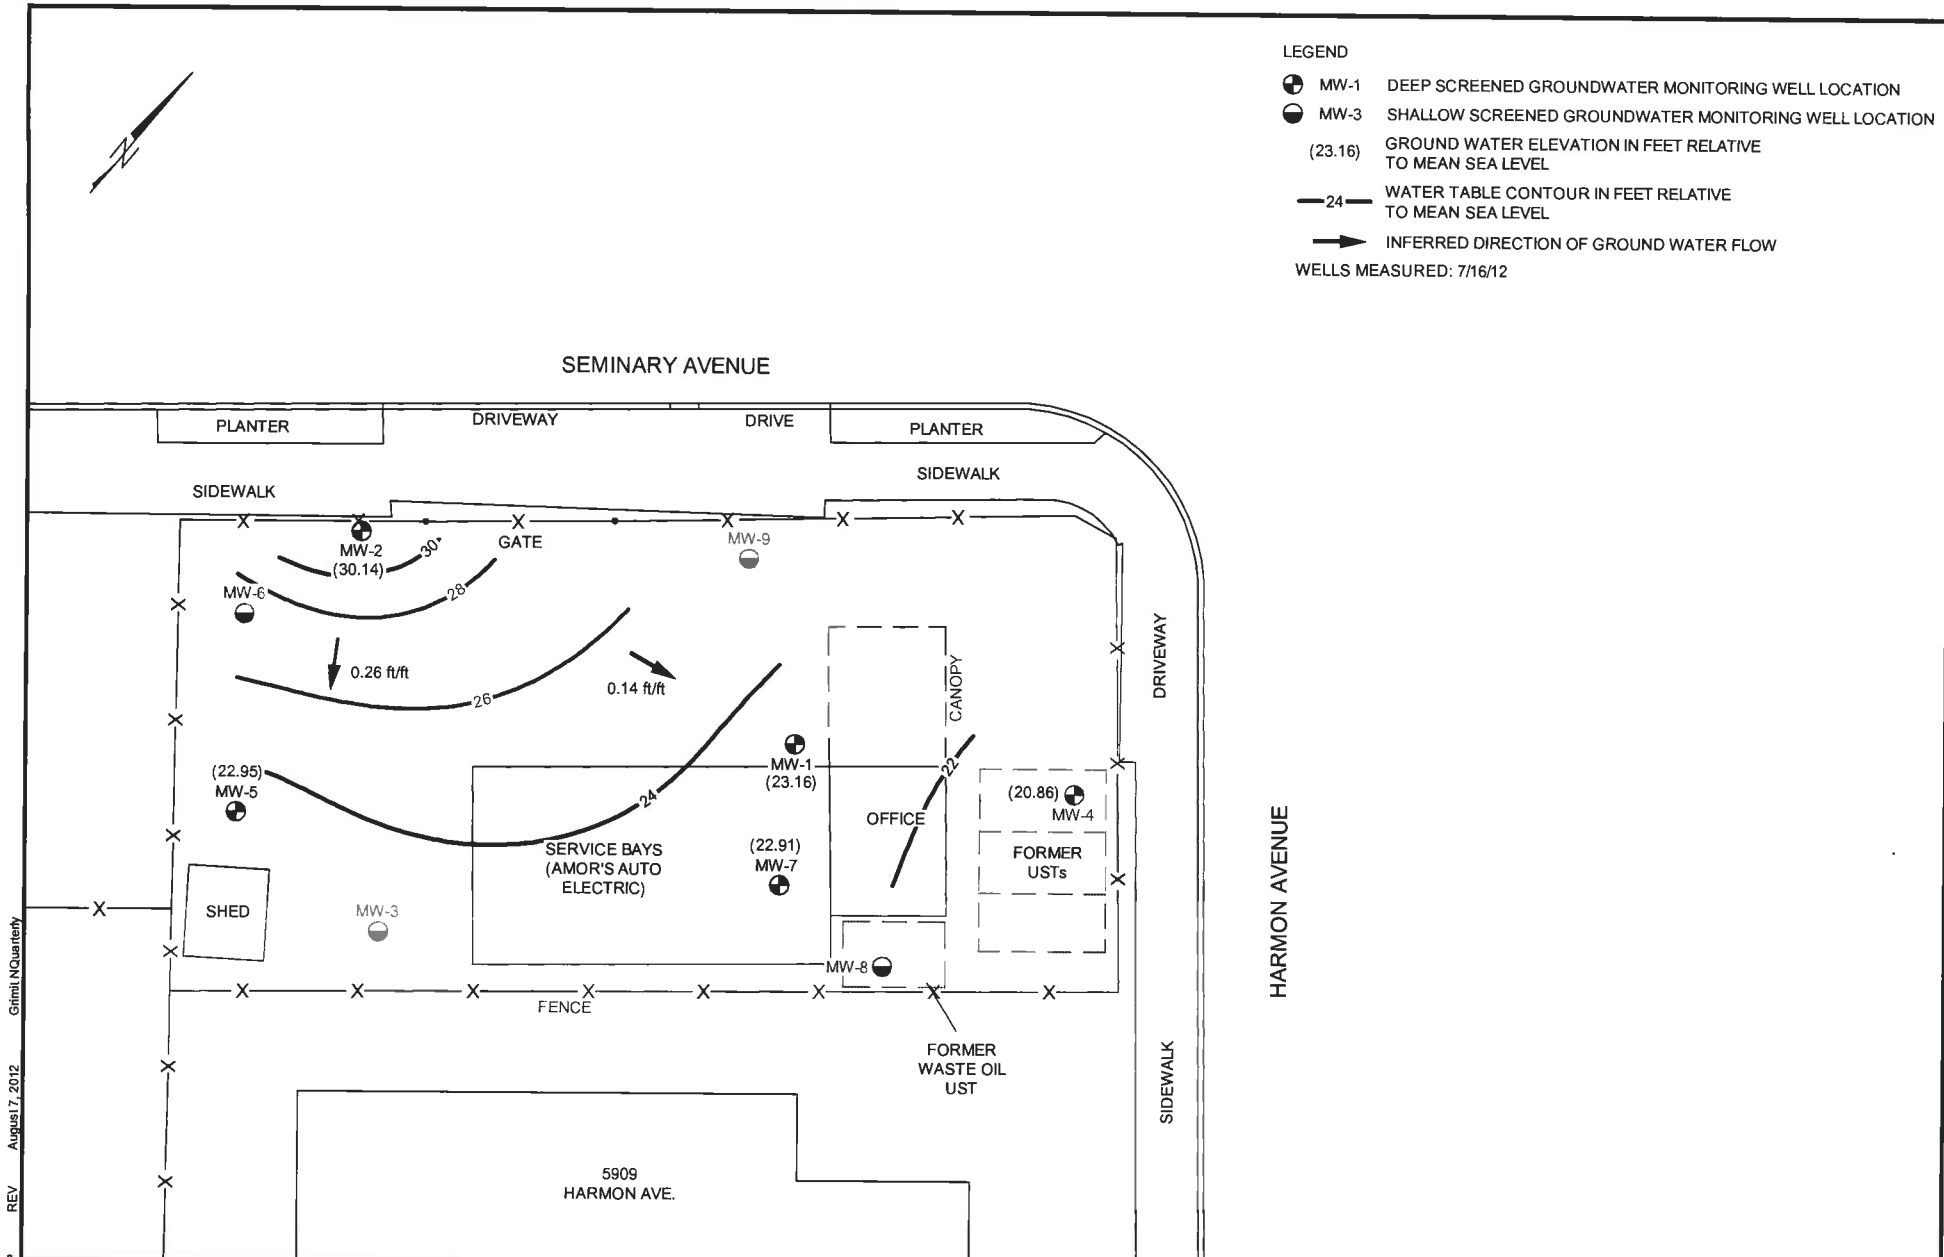 LEGEND
MW-1 DEEP SCREENED GROUNDWATER MONITORING WELL LOCATION
MW-3 SHALLOW SCREENED GROUNDWATER MONITORING WELL LOCATION
(23.16) GROUND WATER ELEVATION IN FEET RELATIVE
TO MEAN SEA LEVEL
24 WATER TABLE CONTOUR IN FEET RELATIVE
TO MEAN SEA LEVEL
INFERRED DIRECTION OF GROUND WATER FLOW
WELLS MEASURED: 7/16/12
N
SEMINARY AVENUE
PLANTER
DRIVEWAY
DRIVE
PLANTER
SIDEWALK
SIDEWALK
MW-2
(30.14)
30
GATE
MW-9
MW-6
28
0.26 ft/ft
26
0.14 ft/ft
CANOPY
DRIVEWAY
(22.95)
MW-5
MW-1
(23.16)
22
24
(20.86)
MW-4
OFFICE
SERVICE BAYS
(AMOR'S AUTO
ELECTRIC)
(22.91)
MW-7
FORMER
USTs
HARMON AVENUE
SHED
MW-3
MW-8
FENCE
FORMER
WASTE OIL
UST
SIDEWALK
5909
HARMON AVE.
REV August 7, 2012 Grimit NQuarterly